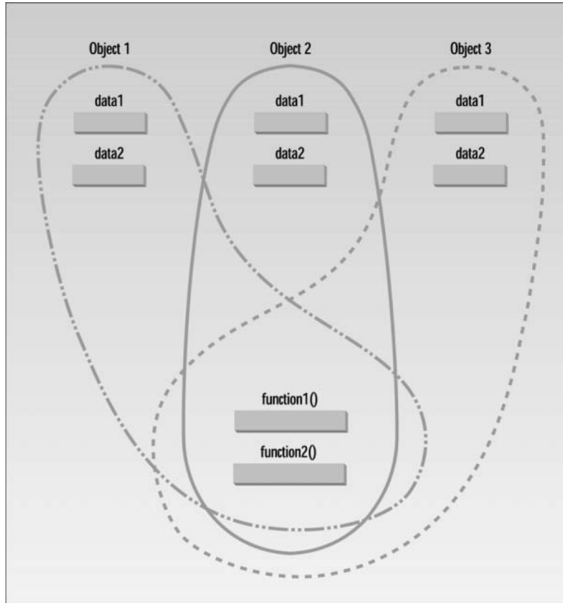 Object 1 Object 2 Object 3
data1 data1 data1
data2 data2 data2
function1()
function2()